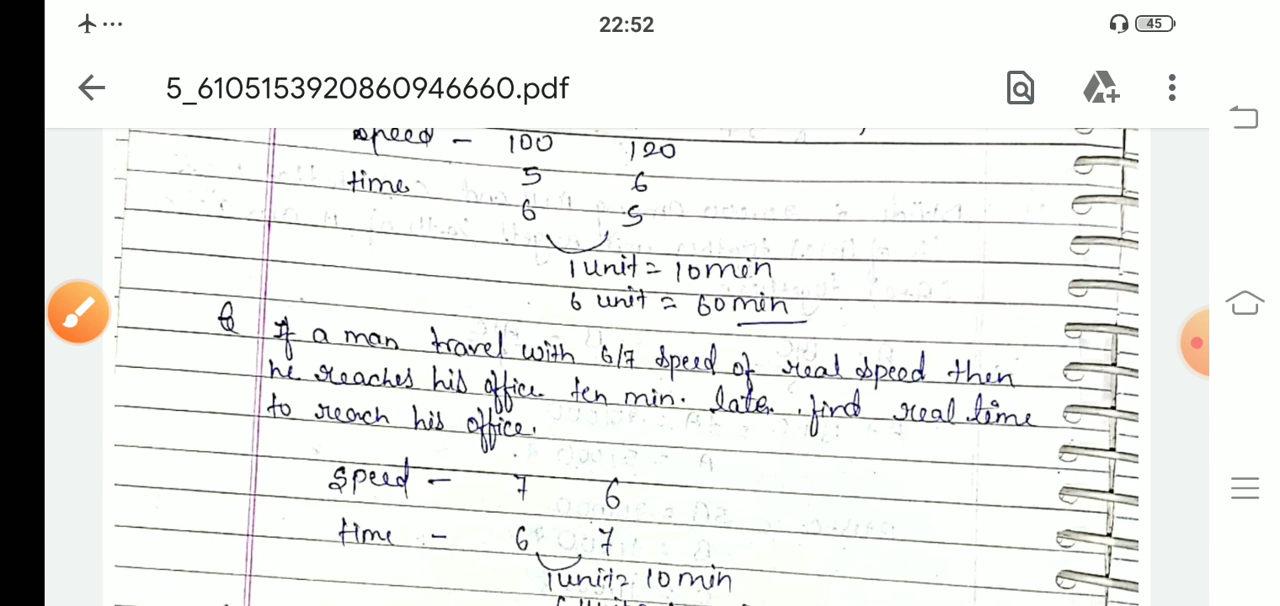 22:52
45
5_6105153920860946660.pdf
speed - 100 120
time 5 6
6 5
1 unit = 10 min
6 unit = 60 min
Q If a man travel with 6/7 speed of real speed then
he reaches his office ten min. late. find real time
to reach his office.
speed - 7 6
time - 6 7
1 unit = 10 min